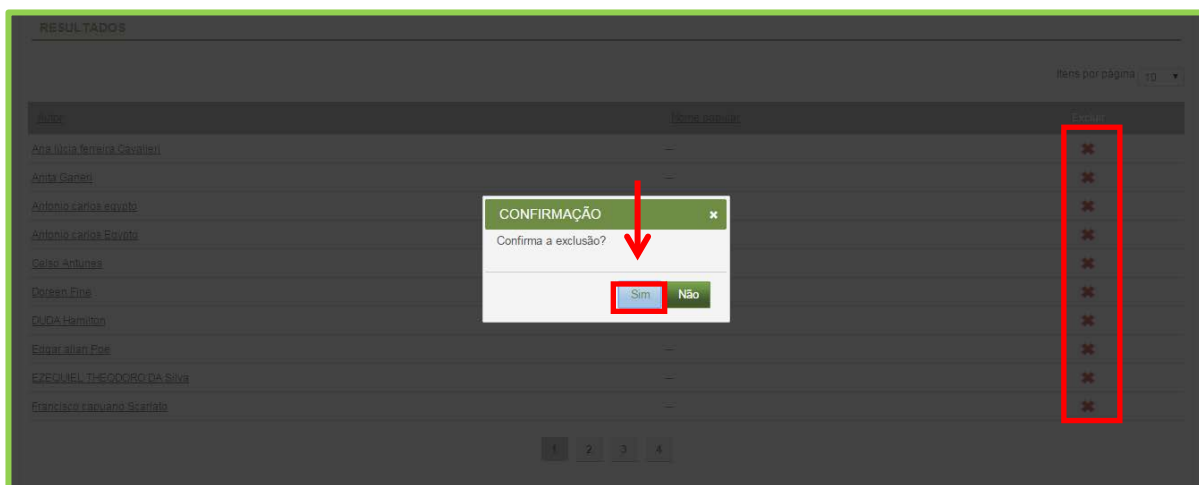 RESULTADOS
Itens por página 10
Autor Nome popular Excluir
Ana lúcia ferreira Cavalieri —
Anita Ganeri —
Antonio carlos egypto
Antonio carlos Egypto
Celso Antunes
Doreen Fine
DUDA Hamilton
Edgar allan Poe —
EZEQUIEL THEODORO DA Silva —
Francisco capuano Scarlato —
CONFIRMAÇÃO
Confirma a exclusão?
Sim Não
1 2 3 4